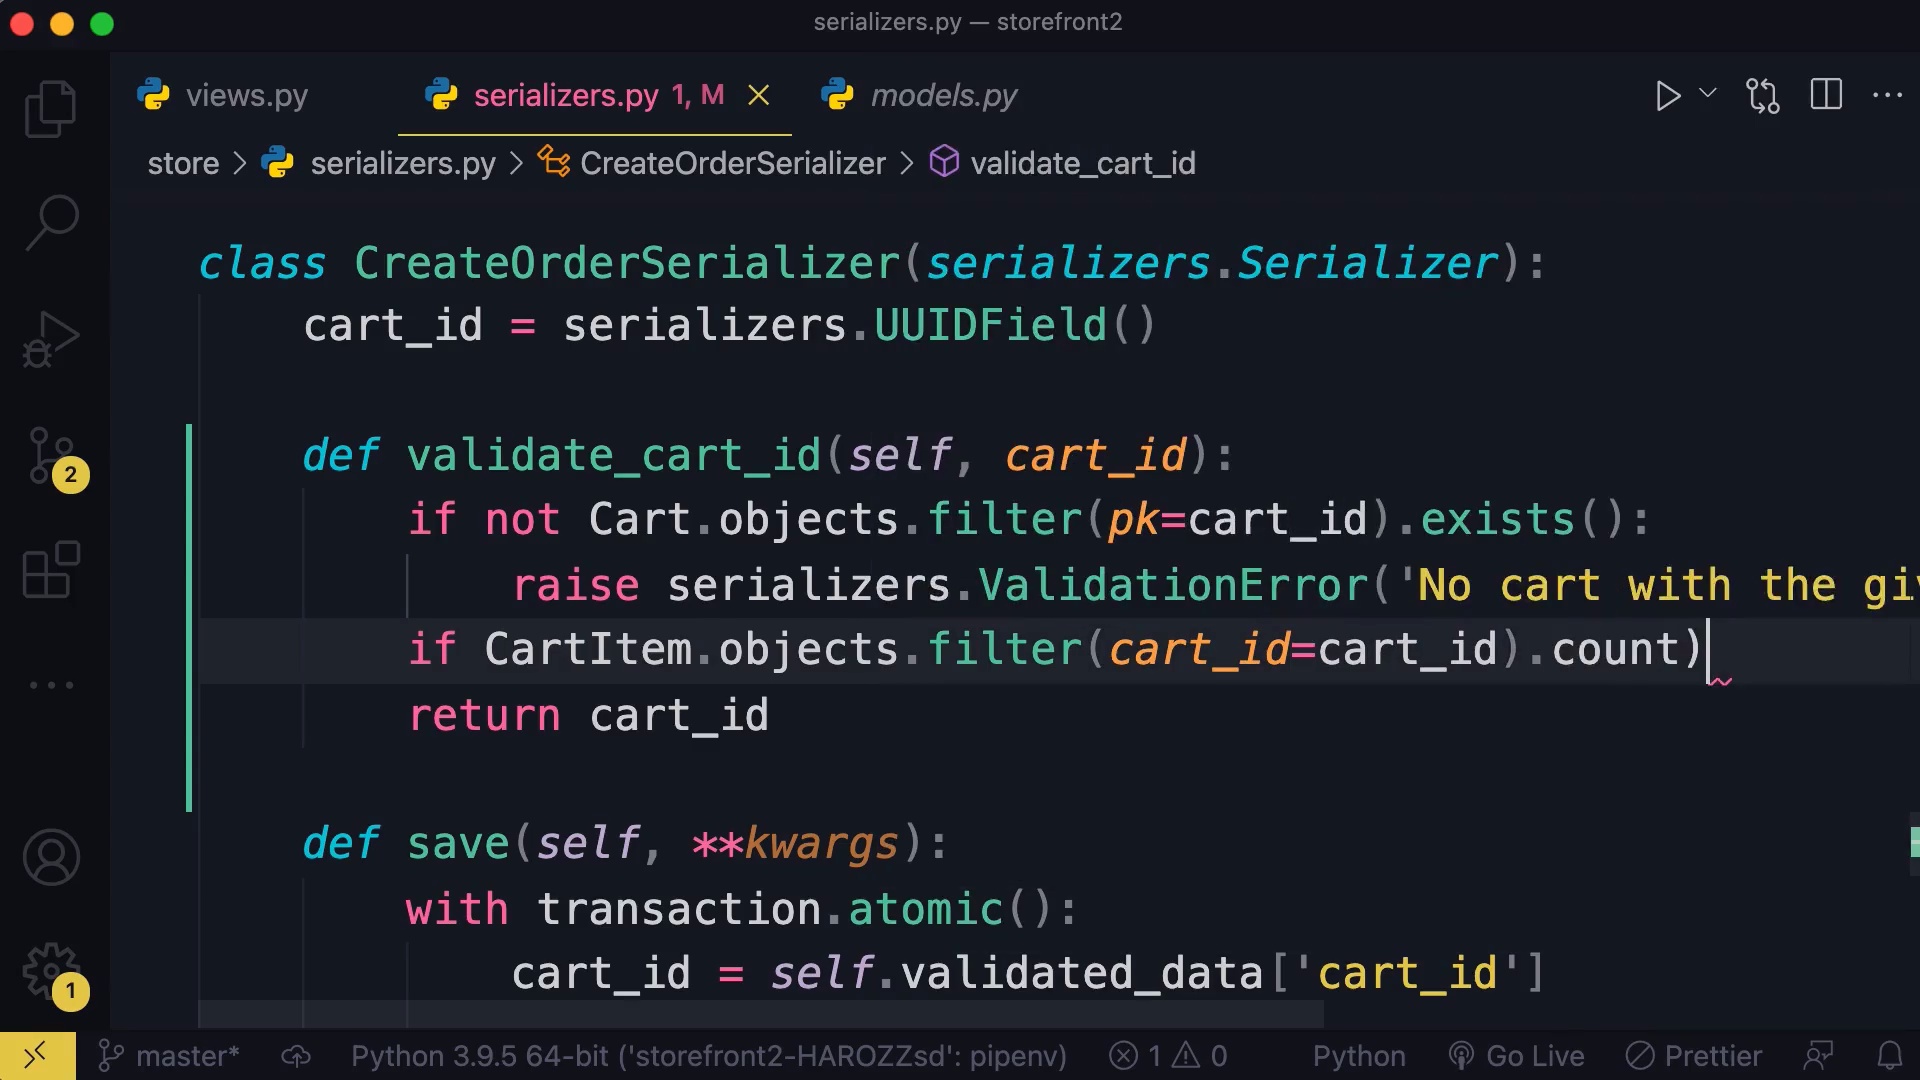 serializers.py — storefront2
views.py serializers.py 1, M models.py
store > serializers.py > CreateOrderSerializer > validate_cart_id
class CreateOrderSerializer(serializers.Serializer):
cart_id = serializers.UUIDField()
def validate_cart_id(self, cart_id):
if not Cart.objects.filter(pk=cart_id).exists():
raise serializers.ValidationError('No cart with the giv
if CartItem.objects.filter(cart_id=cart_id).count)
return cart_id
def save(self, **kwargs):
with transaction.atomic():
cart_id = self.validated_data['cart_id']
2
1
master* Python 3.9.5 64-bit ('storefront2-HAROZZsd': pipenv) 1 0 Python Go Live Prettier